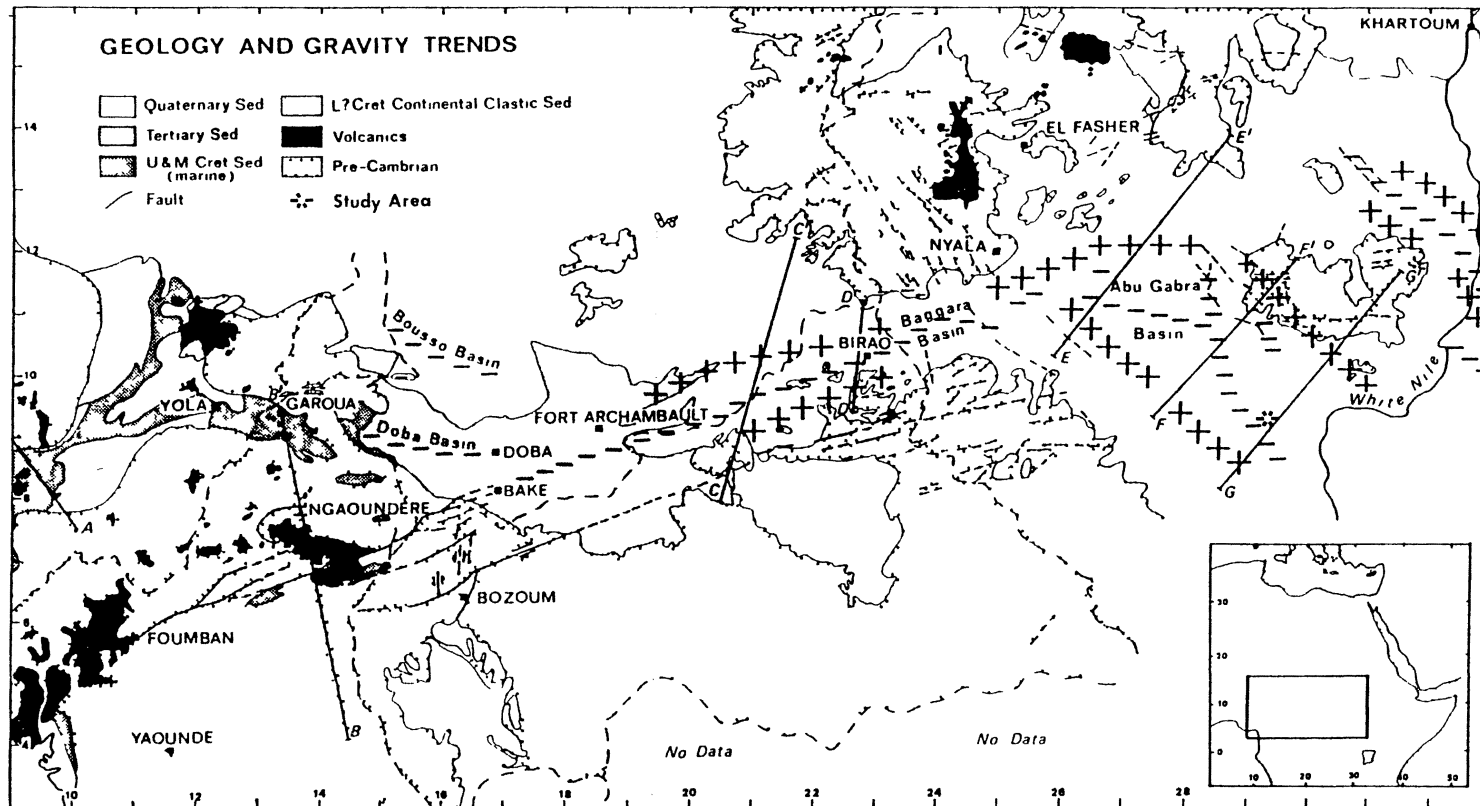 GEOLOGY AND GRAVITY TRENDS
KHARTOUM
Quaternary Sed
L?Cret Continental Clastic Sed
Tertiary Sed
Volcanics
U & M Cret Sed
(marine)
Pre-Cambrian
Fault
Study Area
14
12
10
EL FASHER
E'
NYALA
C'
D'
F'
G'
Abu Gabra
Basin
Baggara
Basin
BIRAO
E
Bousso Basin
YOLA
B'
GAROUA
FORT ARCHAMBAULT
Doba Basin
DOBA
BAKE
White Nile
F
G
C
A
NGAOUNDERE
BOZOUM
FOUMBAN
B
YAOUNDE
No Data
No Data
30
20
10
0
10 20 30 40 50
10 12 14 16 18 20 22 24 26 28